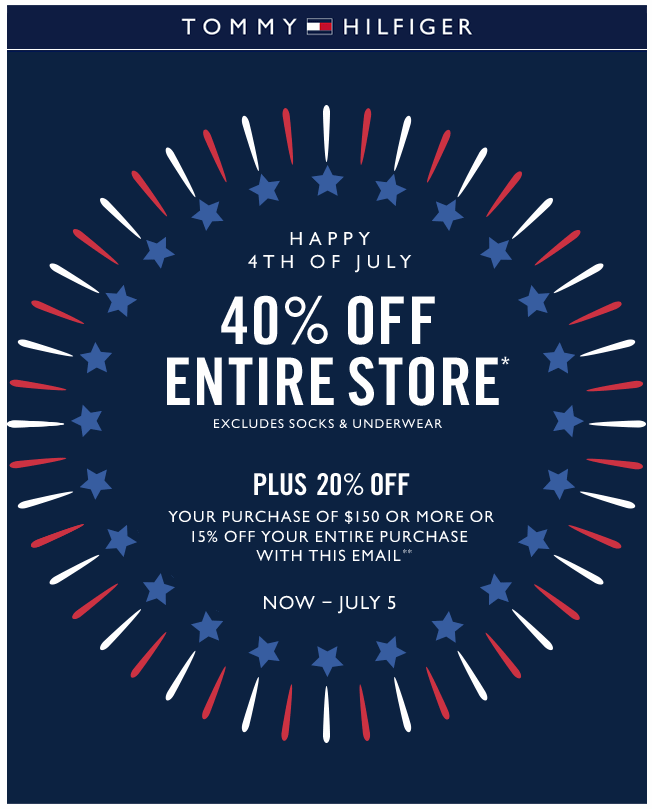 TOMMY HILFIGER
HAPPY
4TH OF JULY
40% OFF
ENTIRE STORE*
EXCLUDES SOCKS & UNDERWEAR
PLUS 20% OFF
YOUR PURCHASE OF $150 OR MORE OR
15% OFF YOUR ENTIRE PURCHASE
WITH THIS EMAIL**
NOW – JULY 5